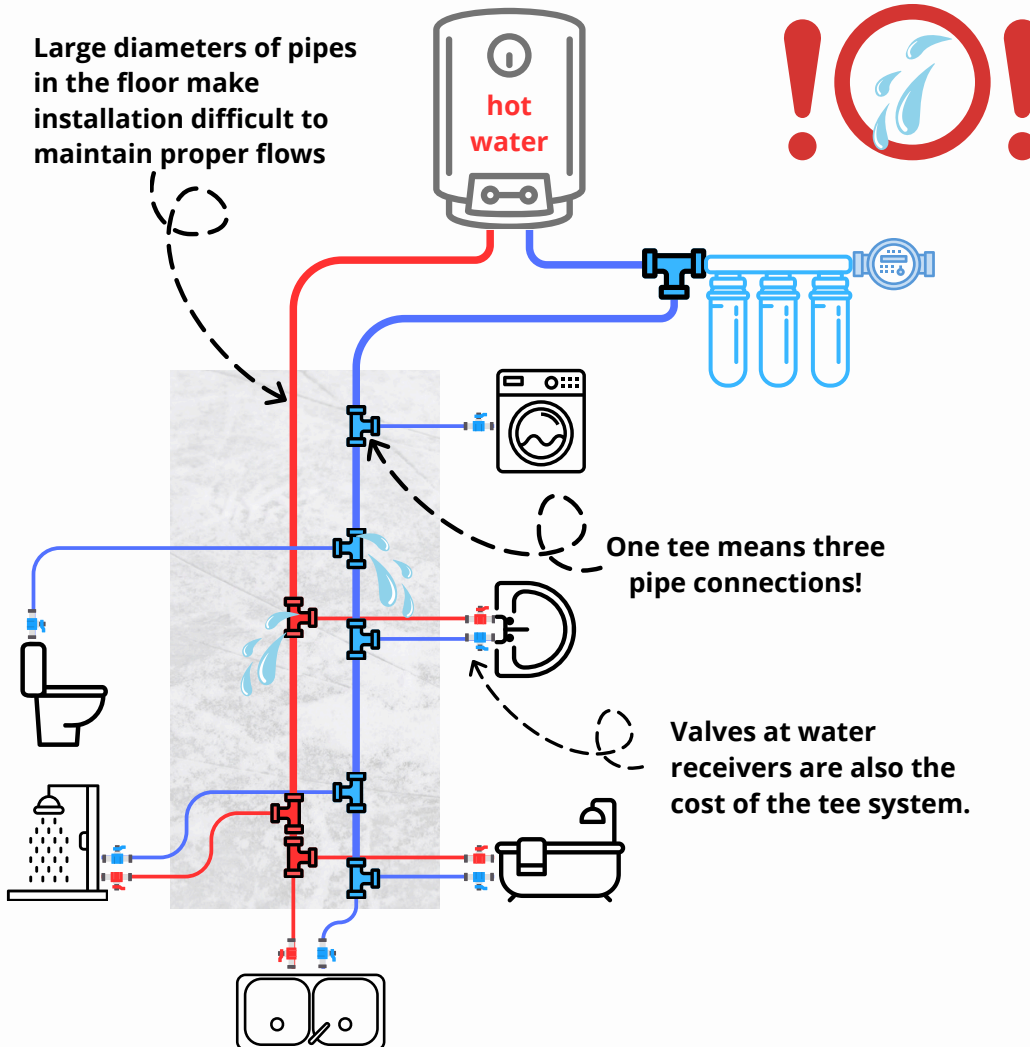 Large diameters of pipes
in the floor make
installation difficult to
maintain proper flows
hot
water
One tee means three
pipe connections!
Valves at water
receivers are also the
cost of the tee system.